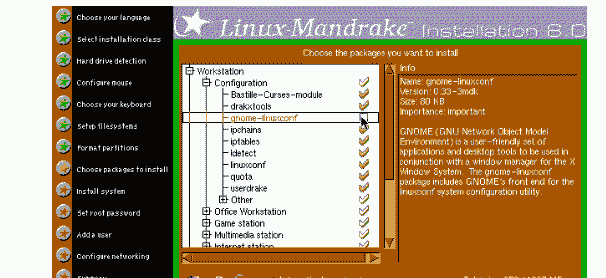 Linux-Mandrake Installation 8.0
Choose your language
Select installation class
Hard drive detection
Configure mouse
Choose your keyboard
Setup filesystems
Format partitions
Choose packages to install
Install system
Set root password
Add a user
Configure networking
Choose the packages you want to install
Workstation
Configuration
Bastille-Curses-module
drakxtools
gnome-linuxconf
ipchains
iptables
ldetect
linuxconf
quota
userdrake
Other
Office Workstation
Game station
Multimedia station
Internet station
Info
Name: gnome-linuxconf
Version: 0.33-3mdk
Size: 80 KB
Importance: important
GNOME (GNU Network Object Model
Environment) is a user-friendly set of
applications and desktop tools to be used in
conjunction with a window manager for the X
Window System. The gnome-linuxconf
package includes GNOME's front end for the
linuxconf system configuration utility.